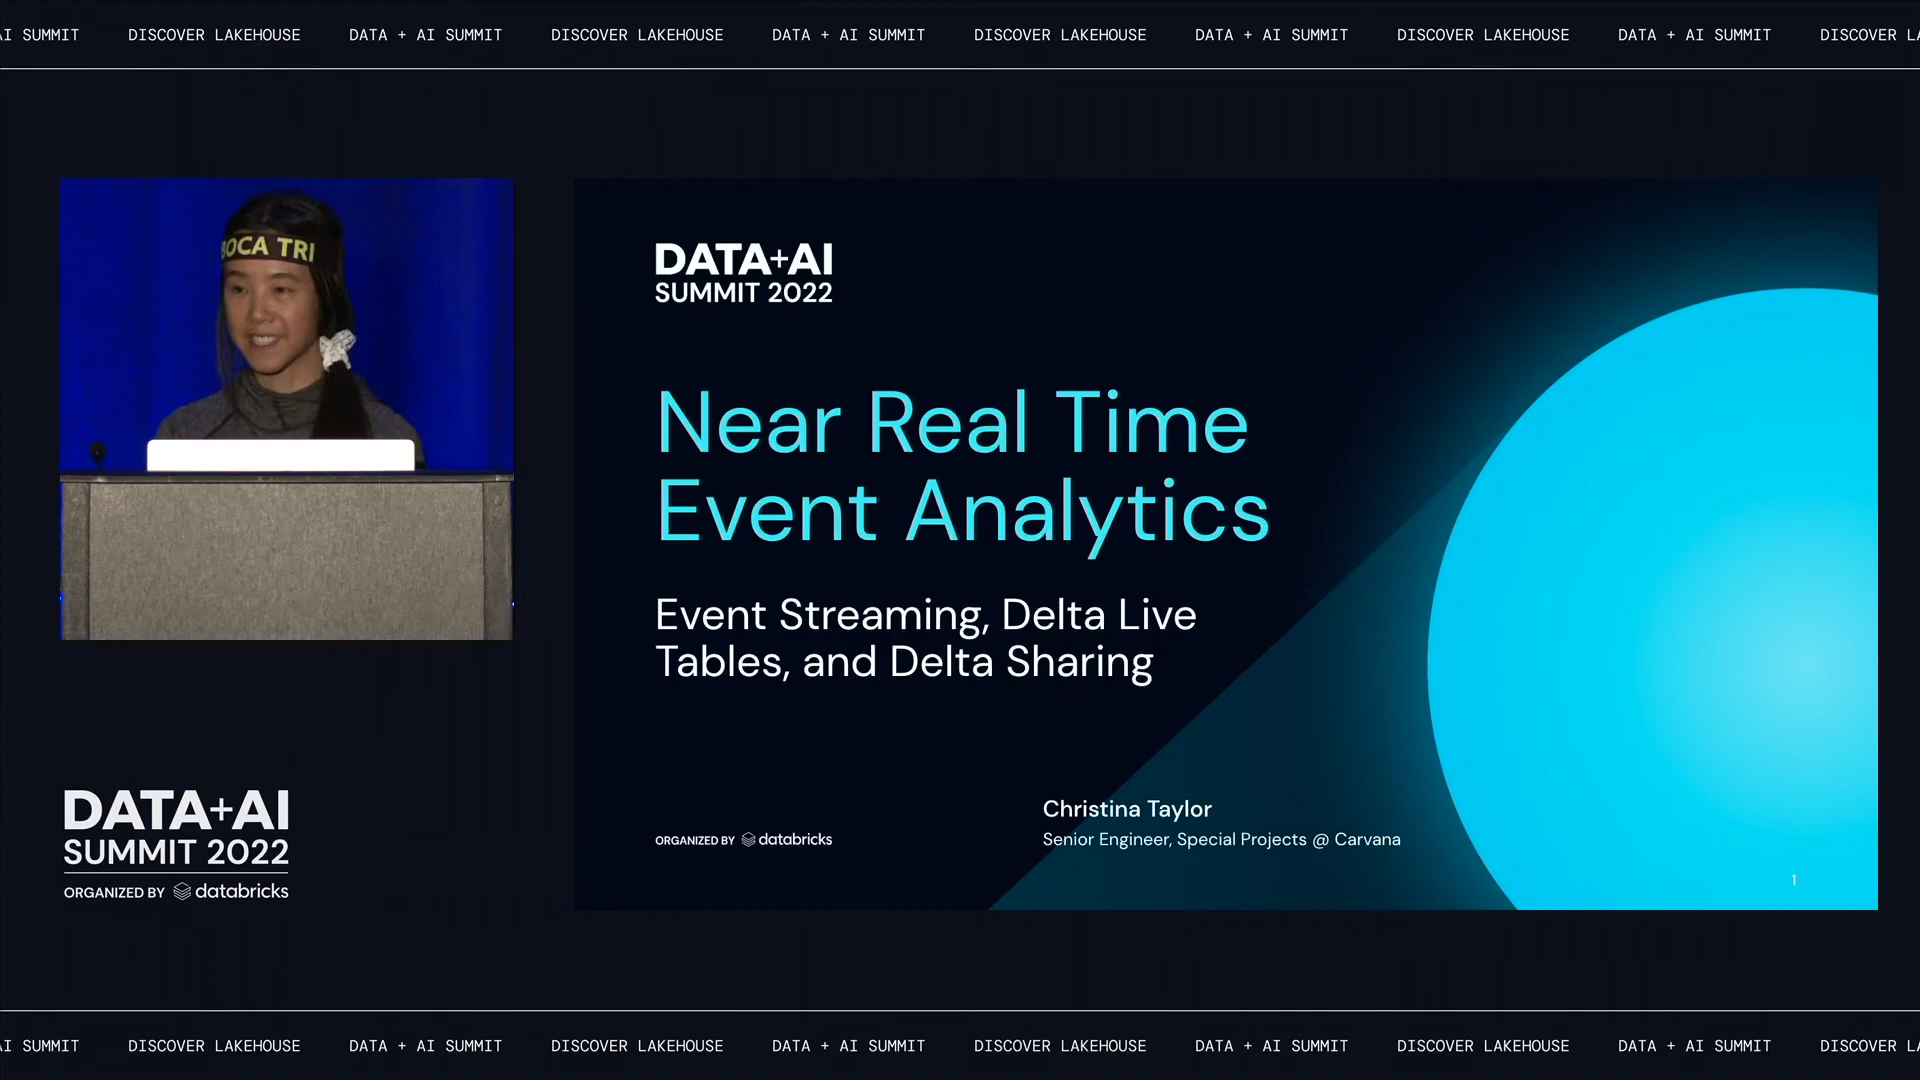 AI SUMMIT DISCOVER LAKEHOUSE DATA + AI SUMMIT DISCOVER LAKEHOUSE DATA + AI SUMMIT DISCOVER LAKEHOUSE DATA + AI SUMMIT DISCOVER LAKEHOUSE DATA + AI SUMMIT DISCOVER
BOCA TRI
DATA+AI
SUMMIT 2022
Near Real Time
Event Analytics
Event Streaming, Delta Live
Tables, and Delta Sharing
Christina Taylor
Senior Engineer, Special Projects @ Carvana
ORGANIZED BY databricks
1
DATA+AI
SUMMIT 2022
ORGANIZED BY databricks
AI SUMMIT DISCOVER LAKEHOUSE DATA + AI SUMMIT DISCOVER LAKEHOUSE DATA + AI SUMMIT DISCOVER LAKEHOUSE DATA + AI SUMMIT DISCOVER LAKEHOUSE DATA + AI SUMMIT DISCOVER